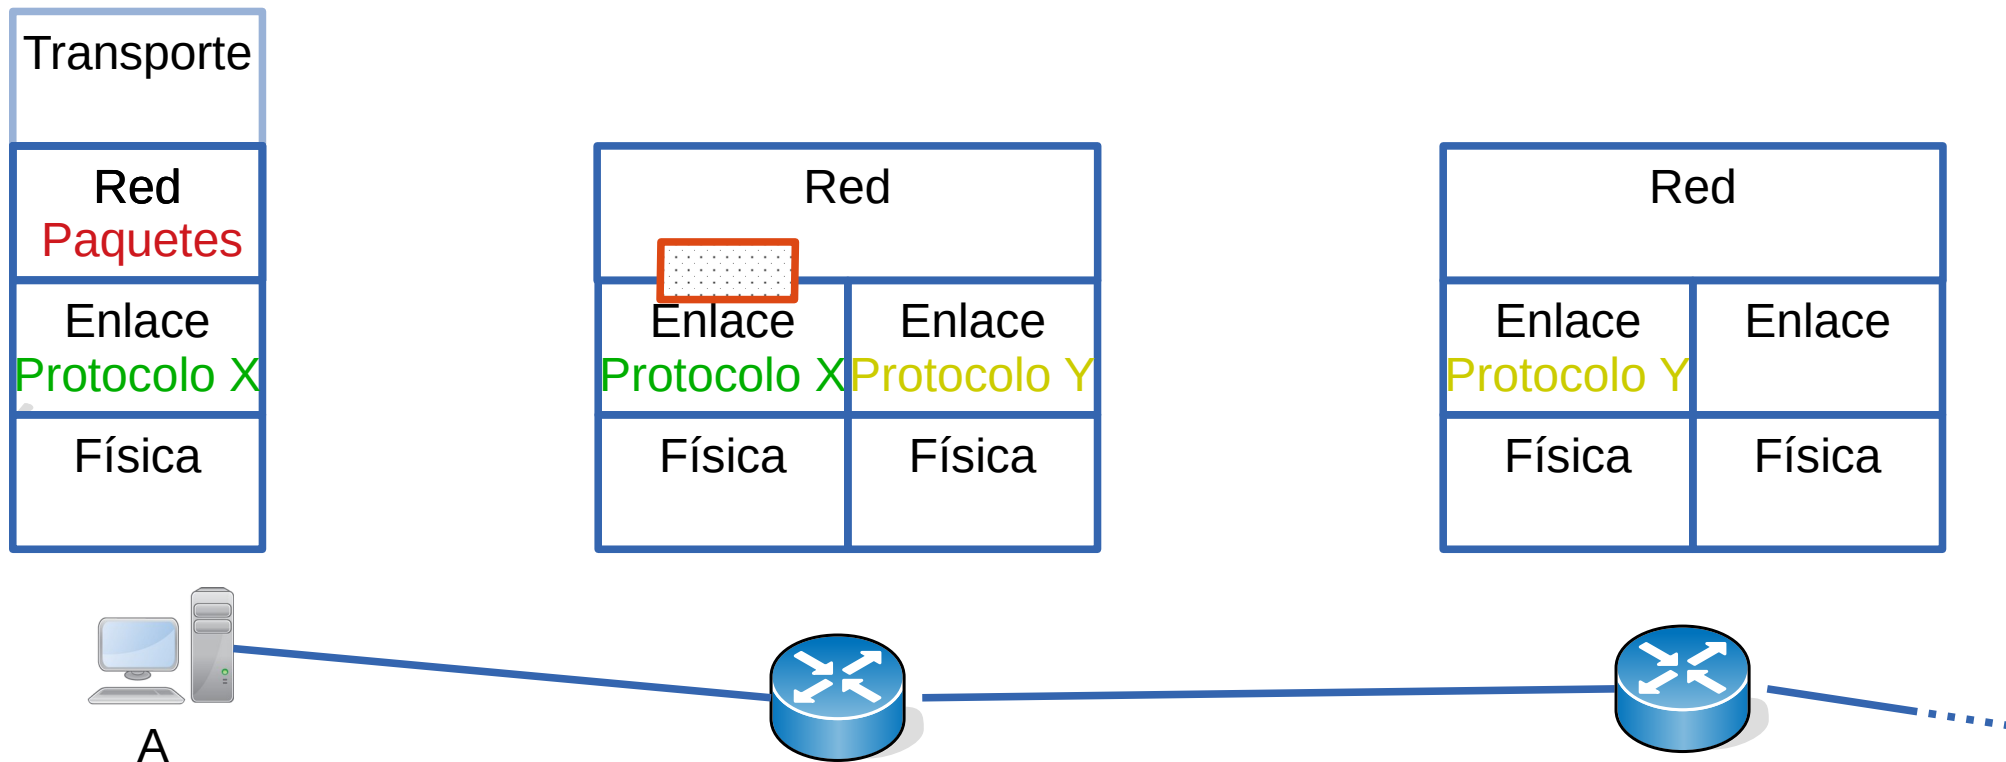 Transporte
Red
Paquetes
Enlace
Protocolo X
Física
Red
Enlace
Protocolo X
Física
Enlace
Protocolo Y
Física
Red
Enlace
Protocolo Y
Física
Enlace
Física
A